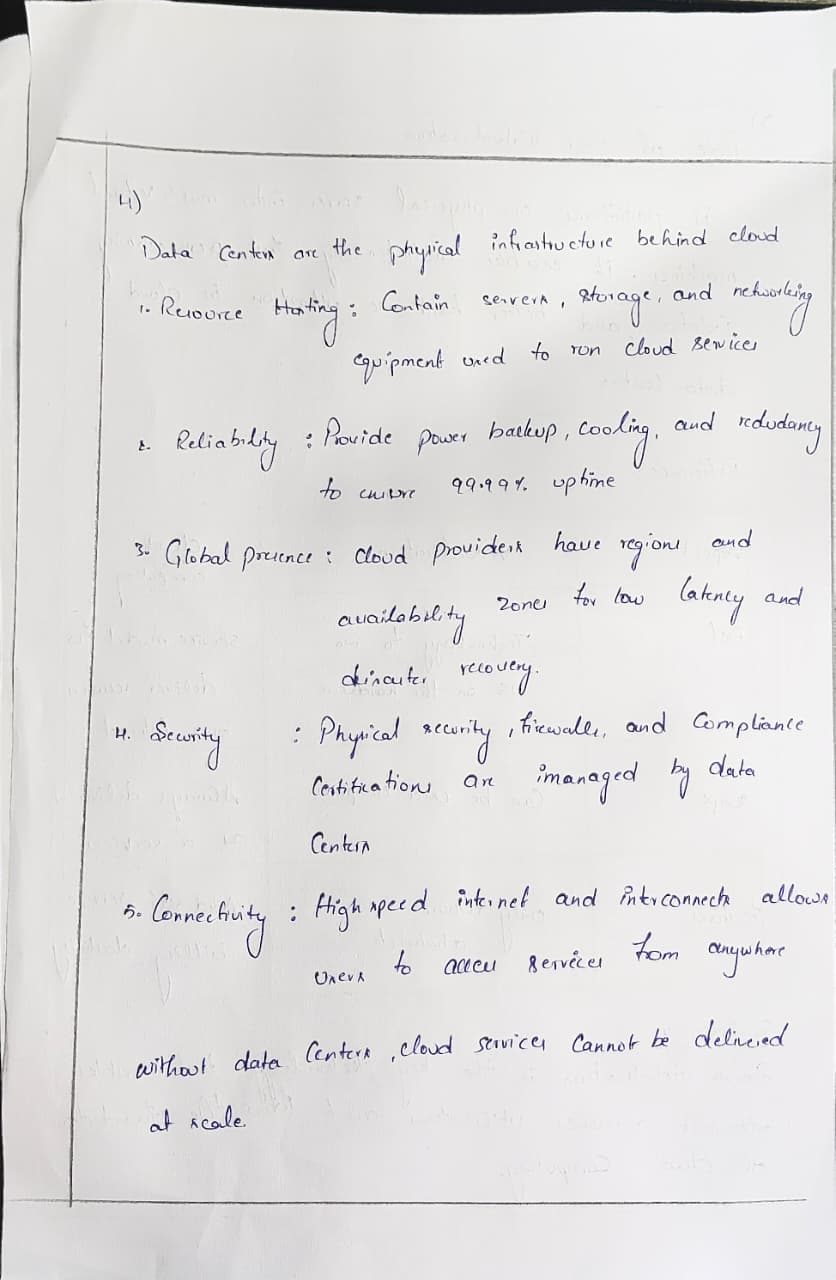 4)
Data Centers are the physical infrastructure behind cloud
1. Resource Hosting : Contain servers, storage, and networking
equipment used to run cloud services
2. Reliability : Provide power backup, cooling, and redudancy
to ensure 99.99% uptime
3. Global presence : Cloud providers have regions and
availability zones for low latency and
disaster recovery.
4. Security : Physical security, firewalls, and Compliance
Certifications are managed by data
Centers
5. Connectivity : High speed internet and interconnects allows
users to access services from anywhere
without data Centers, cloud services Cannot be delivered
at scale.